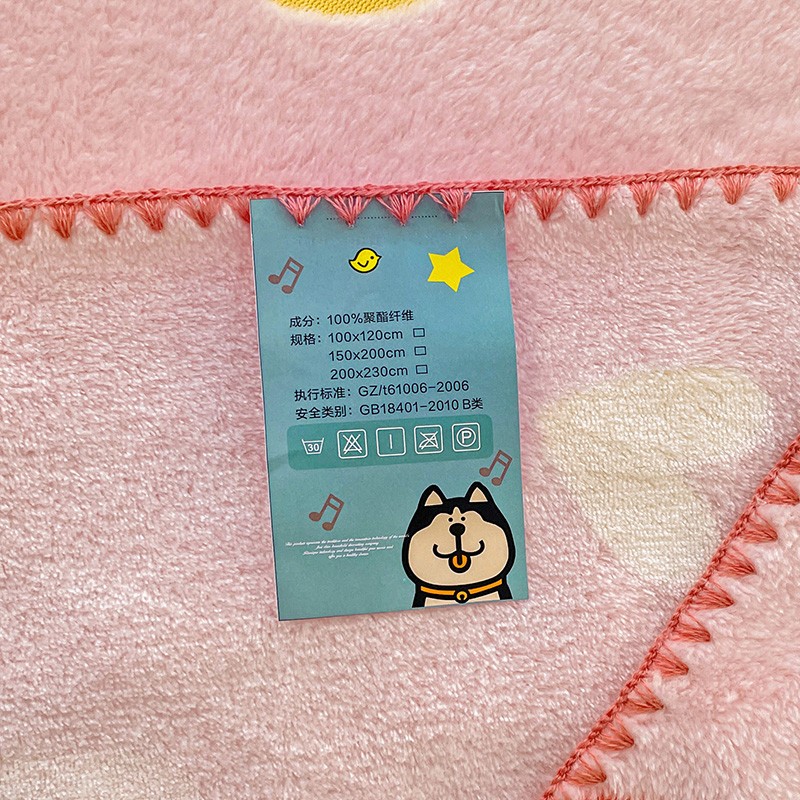 成分：100%聚酯纤维
规格：100x120cm
150x200cm
200x230cm
执行标准：GZ/t61006-2006
安全类别：GB18401-2010 B类
30 P